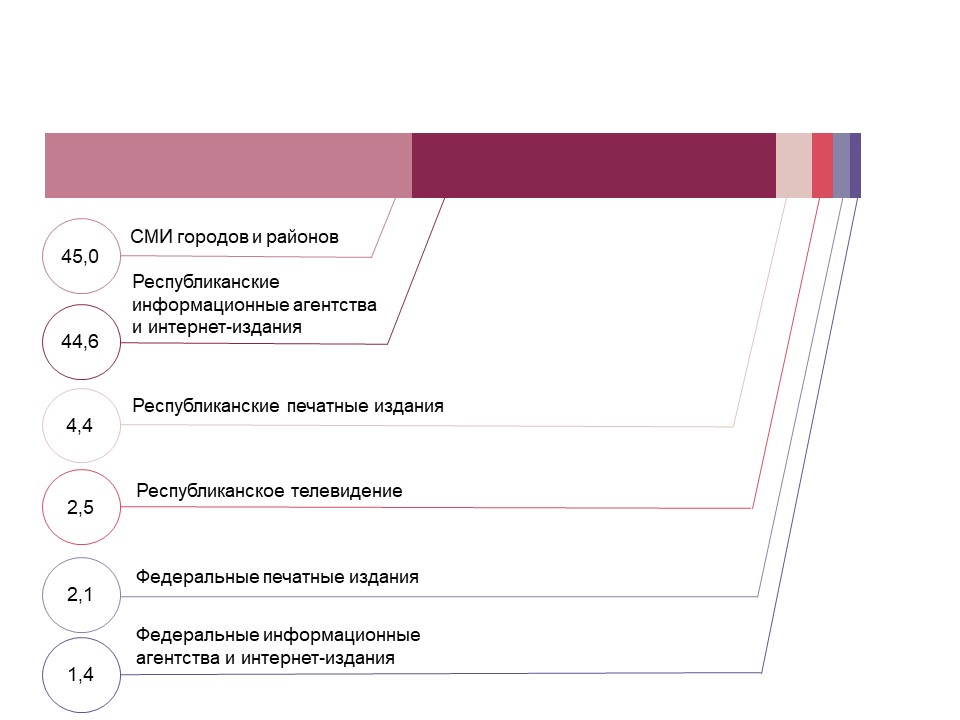 СМИ городов и районов
45,0
Республиканские
информационные агентства
и интернет-издания
44,6
Республиканские печатные издания
4,4
Республиканское телевидение
2,5
Федеральные печатные издания
2,1
Федеральные информационные
агентства и интернет-издания
1,4